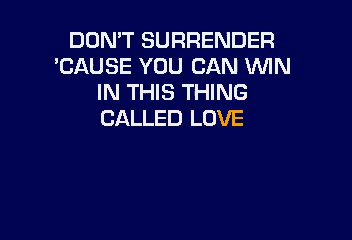 DON'T SURRENDER
'CAUSE YOU CAN WIN
IN THIS THING
CALLED LOVE